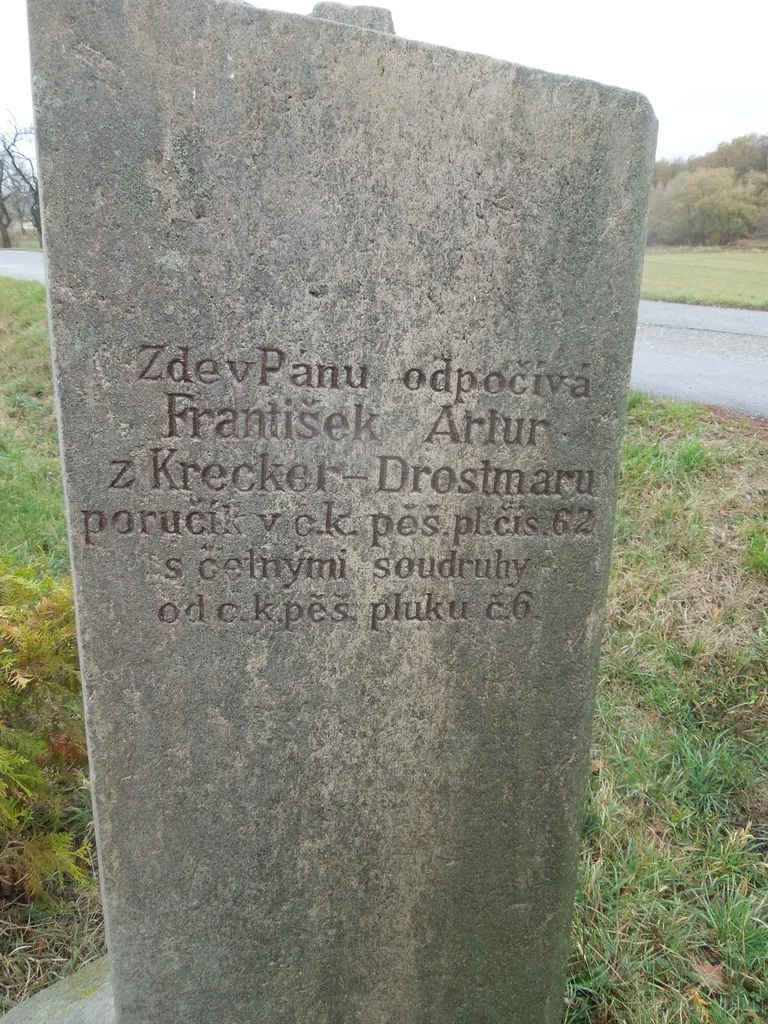 Zde v Pánu odpočívá
František Artur
z Krecker-Drostmaru
poručík v c.k. pěš. pl. čís. 62
s četnými soudruhy
od c.k. pěš. pluku č. 6.